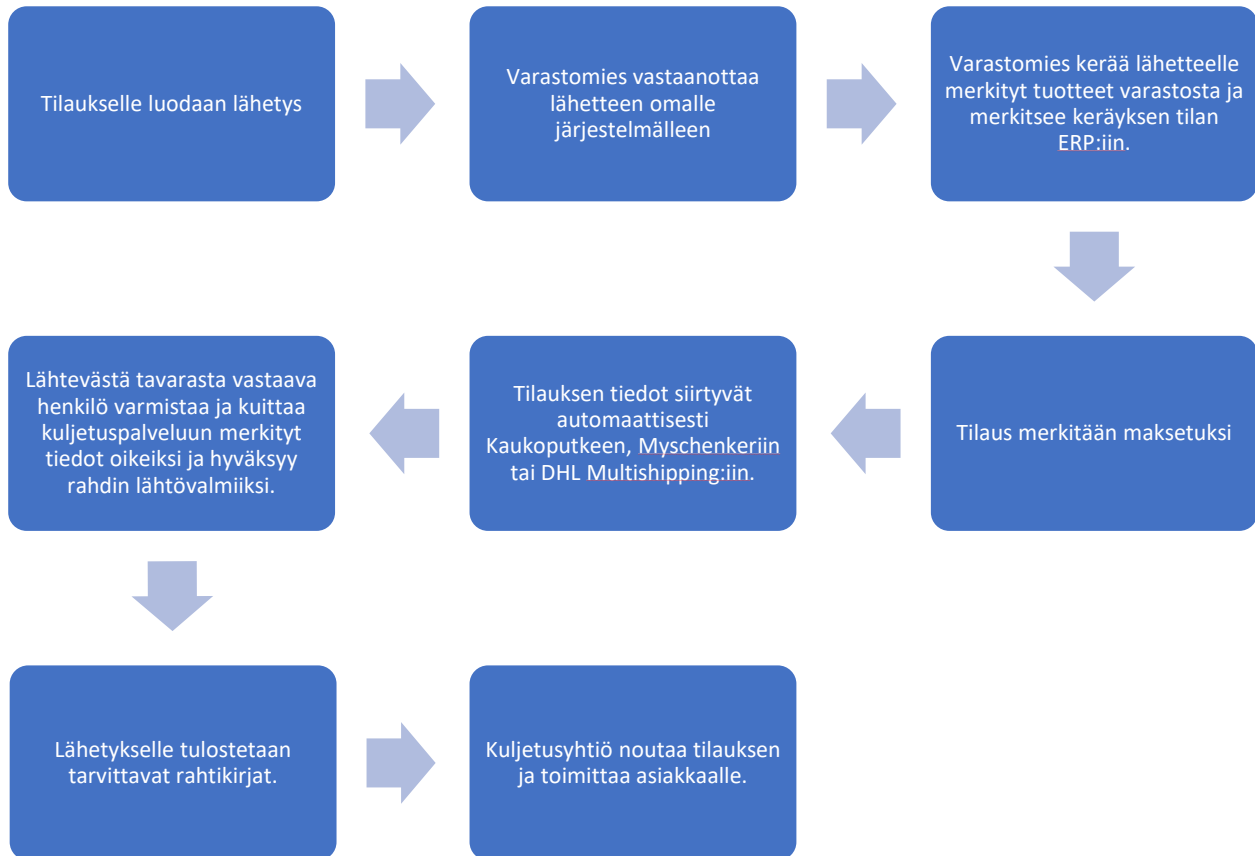 Tilaukselle luodaan lähetys
Varastomies vastaanottaa
lähetteen omalle
järjestelmälleen
Varastomies kerää lähetteelle
merkityt tuotteet varastosta ja
merkitsee keräyksen tilan
ERP:iin.
Tilaus merkitään maksetuksi
Tilauksen tiedot siirtyvät
automaattisesti
Kaukoputkeen, Myschenkeriin
tai DHL Multishipping:iin.
Lähtevästä tavarasta vastaava
henkilö varmistaa ja kuittaa
kuljetuspalveluun merkityt
tiedot oikeiksi ja hyväksyy
rahdin lähtövalmiiksi.
Lähetykselle tulostetaan
tarvittavat rahtikirjat.
Kuljetusyhtiö noutaa tilauksen
ja toimittaa asiakkaalle.